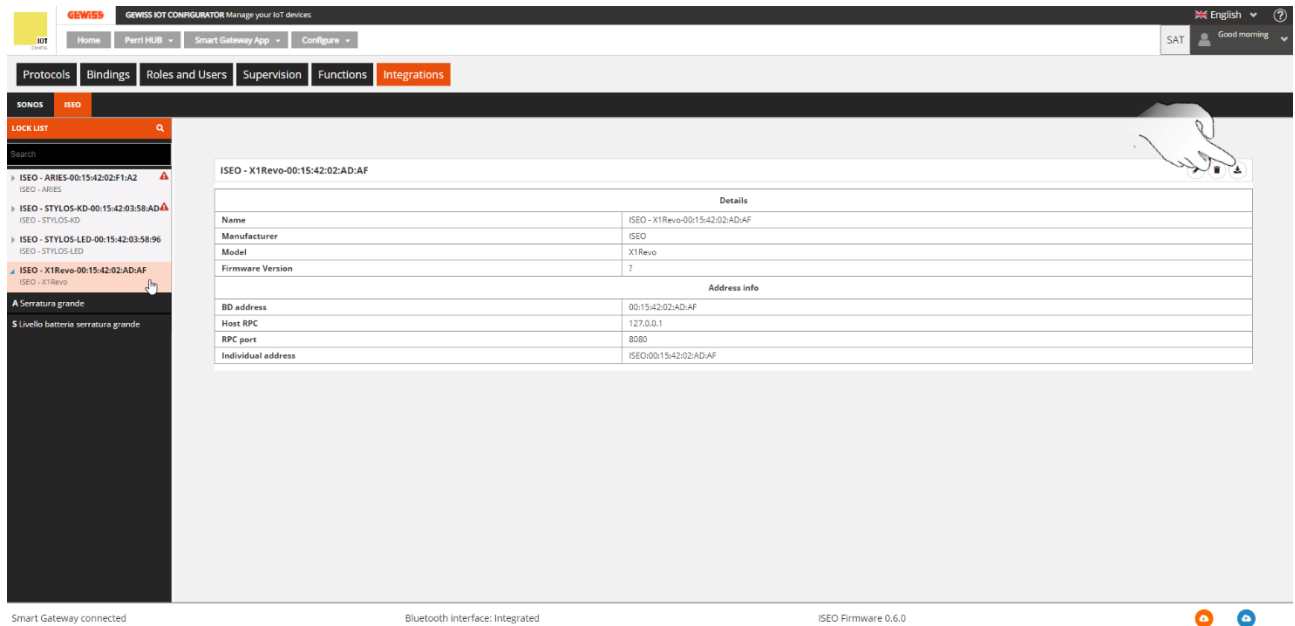 GEWISS GEWISS IOT CONFIGURATOR Manage your IoT devices English
IOT
CONFIG
Home Perri HUB Smart Gateway App Configure SAT Good morning
Protocols Bindings Roles and Users Supervision Functions Integrations
SONOS ISEO
LOCK LIST
Search
ISEO - ARIES-00:15:42:02:F1:A2
ISEO - ARIES
ISEO - STYLOS-KD-00:15:42:03:58:AD
ISEO - STYLOS-KD
ISEO - STYLOS-LED-00:15:42:03:58:96
ISEO - STYLOS-LED
ISEO - X1Revo-00:15:42:02:AD:AF
ISEO - X1Revo
A Serratura grande
S Livello batteria serratura grande
ISEO - X1Revo-00:15:42:02:AD:AF
Details
Name ISEO - X1Revo-00:15:42:02:AD:AF
Manufacturer ISEO
Model X1Revo
Firmware Version ?
Address info
BD address 00:15:42:02:AD:AF
Host RPC 127.0.0.1
RPC port 8080
Individual address ISEO:00:15:42:02:AD:AF
Smart Gateway connected Bluetooth interface: Integrated ISEO Firmware 0.6.0